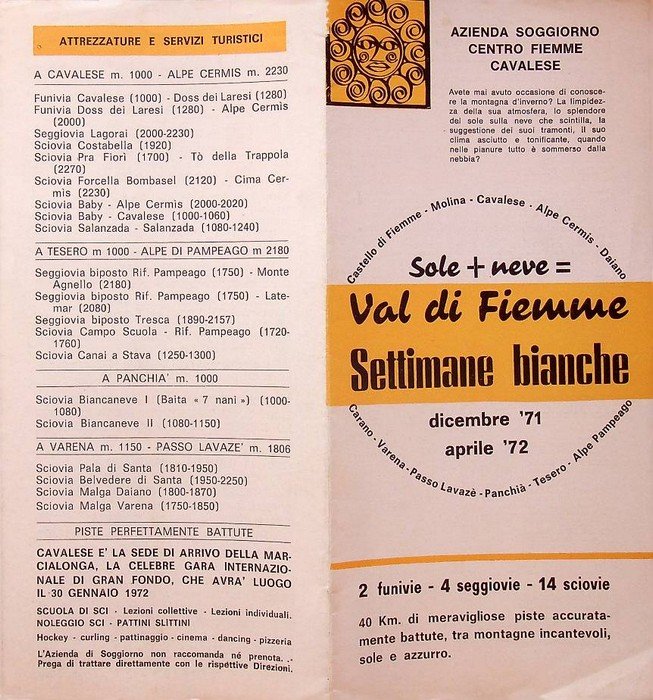 ATTREZZATURE E SERVIZI TURISTICI
A CAVALESE m. 1000 - ALPE CERMIS m. 2230
Funivia Cavalese (1000) - Doss dei Laresi (1280)
Funivia Doss dei Laresi (1280) - Alpe Cermìs
(2000)
Seggiovia Lagorai (2000-2230)
Sciovia Costabella (1920)
Sciovia Pra Fiorì (1700) - Tò della Trappola
(2270)
Sciovia Forcella Bombasel (2120) - Cima Cer-
mis (2230)
Sciovia Baby - Alpe Cermis (2000-2020)
Sciovia Baby - Cavalese (1000-1060)
Sciovia Salanzada - Salanzada (1080-1240)
A TESERO m 1000 - ALPE DI PAMPEAGO m 2180
Seggiovia biposto Rif. Pampeago (1750) - Monte
Agnello (2180)
Seggiovia biposto Rif. Pampeago (1750) - Late-
mar (2080)
Seggiovia biposto Tresca (1890-2157)
Sciovia Campo Scuola - Rif. Pampeago (1720-
1760)
Sciovia Canai a Stava (1250-1300)
A PANCHIA' m. 1000
Sciovia Biancaneve I (Baita « 7 nani ») (1000-
1080)
Sciovia Biancaneve II (1080-1150)
A VARENA m. 1150 - PASSO LAVAZE' m. 1806
Sciovia Pala di Santa (1810-1950)
Sciovia Belvedere di Santa (1950-2250)
Sciovia Malga Daiano (1800-1870)
Sciovia Malga Varena (1750-1850)
PISTE PERFETTAMENTE BATTUTE
CAVALESE E' LA SEDE DI ARRIVO DELLA MAR-
CIALONGA, LA CELEBRE GARA INTERNAZIO-
NALE DI GRAN FONDO, CHE AVRA' LUOGO
IL 30 GENNAIO 1972
SCUOLA DI SCI - Lezioni collettive - Lezioni individuali.
NOLEGGIO SCI - PATTINI SLITTINI
Hockey - curling - pattinaggio - cinema - dancing - pizzeria
L'Azienda di Soggiorno non raccomanda né prenota.
Prega di trattare direttamente con le rispettive Direzioni.
AZIENDA SOGGIORNO
CENTRO FIEMME
CAVALESE
Avete mai avuto occasione di conosce-
re la montagna d'inverno? La limpidez-
za della sua atmosfera, lo splendore
del sole sulla neve che scintilla, la
suggestione dei suoi tramonti, il suo
clima asciutto e tonificante, quando
nelle pianure tutto è sommerso dalla
nebbia?
Castello di Fiemme - Molina - Cavalese - Alpe Cermis - Daiano
Sole + neve =
Val di Fiemme
Settimane bianche
dicembre '71
aprile '72
Carano - Varena - Passo Lavazè - Panchià - Tesero - Alpe Pampeago
2 funivie - 4 seggiovie - 14 sciovie
40 Km. di meravigliose piste accurata-
mente battute, tra montagne incantevoli,
sole e azzurro.